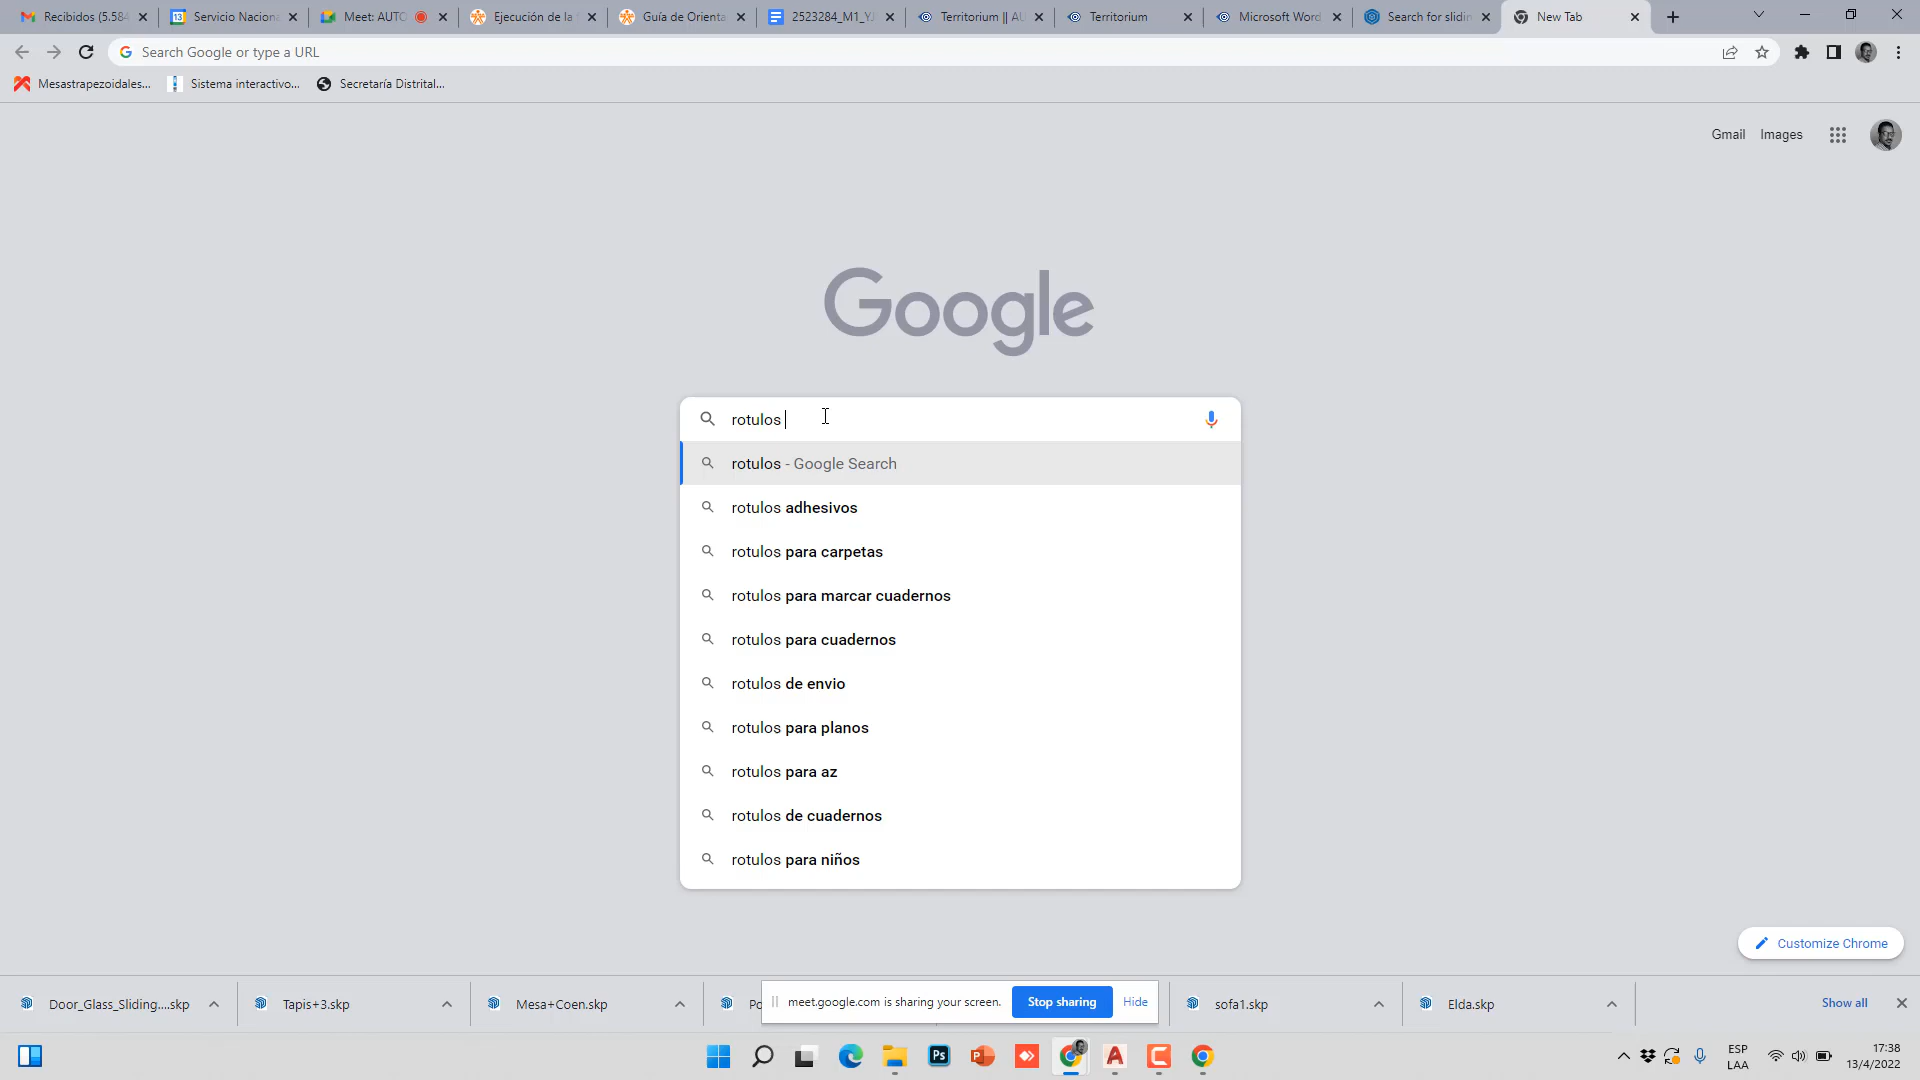 Recibidos (5.584
Servicio Naciona
Meet: AUTO
Ejecución de la f
Guía de Orienta
2523284_M1_YJ
Territorium || AU
Territorium
Microsoft Word
Search for slidin
New Tab
Search Google or type a URL
Mesastrapezoidales...
Sistema interactivo...
Secretaría Distrital...
Gmail
Images
Google
rotulos
rotulos - Google Search
rotulos adhesivos
rotulos para carpetas
rotulos para marcar cuadernos
rotulos para cuadernos
rotulos de envio
rotulos para planos
rotulos para az
rotulos de cuadernos
rotulos para niños
Customize Chrome
Door_Glass_Sliding....skp
Tapis+3.skp
Mesa+Coen.skp
Po
meet.google.com is sharing your screen.
Stop sharing
Hide
sofa1.skp
Elda.skp
Show all
Ps
ESP
LAA
17:38
13/4/2022